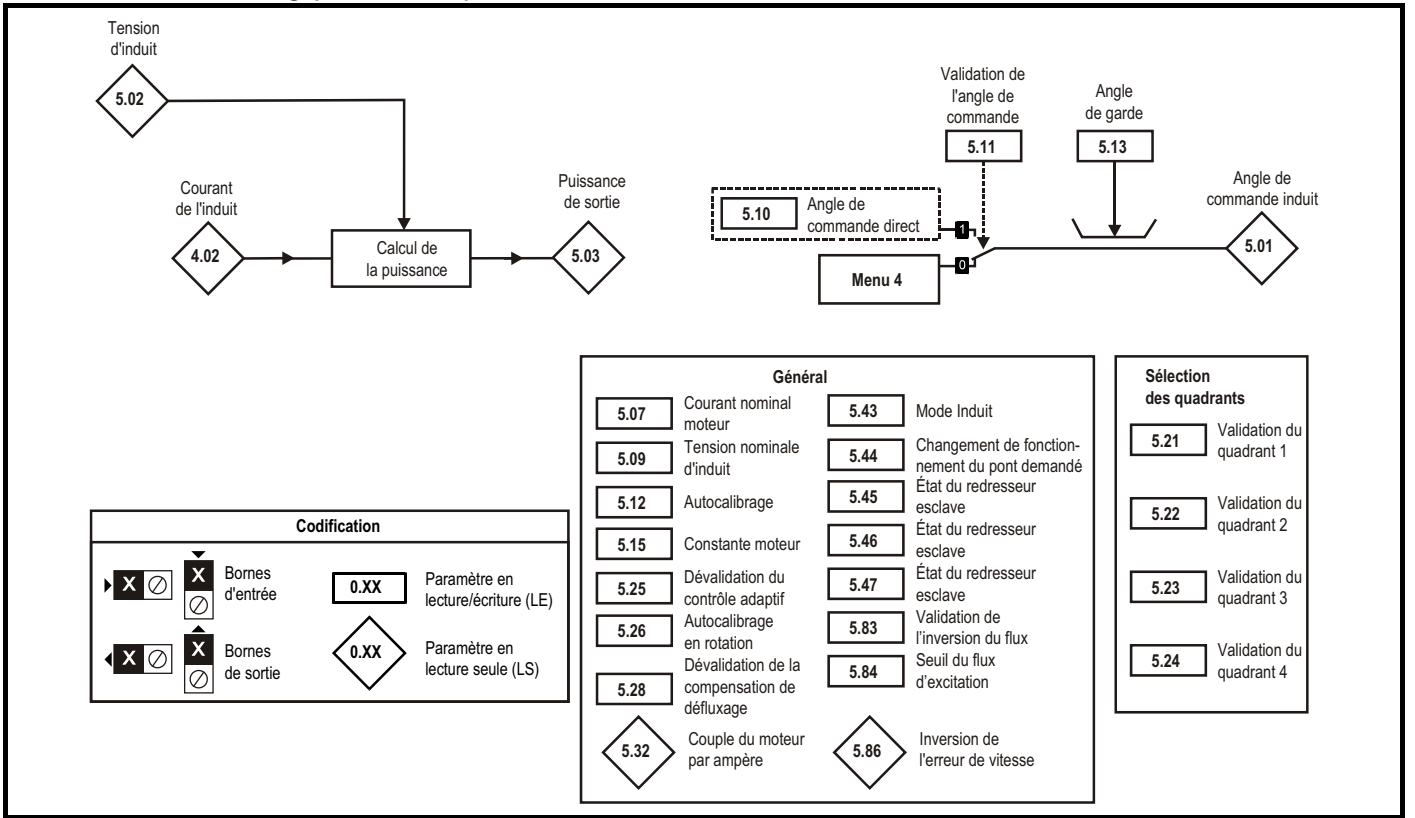 Tension
d'induit
5.02
Courant
de l'induit
4.02
Calcul de
la puissance
Puissance
de sortie
5.03
Validation de
l'angle de
commande
5.11
Angle
de garde
5.13
5.10
Angle de
commande direct
1
0
Menu 4
Angle de
commande induit
5.01
Codification
X
X
Bornes
d'entrée
X
X
Bornes
de sortie
0.XX
Paramètre en
lecture/écriture (LE)
0.XX
Paramètre en
lecture seule (LS)
Général
5.07
Courant nominal
moteur
5.09
Tension nominale
d'induit
5.12
Autocalibrage
5.15
Constante moteur
5.25
Dévalidation du
contrôle adaptif
5.26
Autocalibrage
en rotation
5.28
Dévalidation de la
compensation de
défluxage
5.32
Couple du moteur
par ampère
5.43
Mode Induit
5.44
Changement de fonction-
nement du pont demandé
5.45
État du redresseur
esclave
5.46
État du redresseur
esclave
5.47
État du redresseur
esclave
5.83
Validation de
l’inversion du flux
5.84
Seuil du flux
d’excitation
5.86
Inversion de
l'erreur de vitesse
Sélection
des quadrants
5.21
Validation du
quadrant 1
5.22
Validation du
quadrant 2
5.23
Validation du
quadrant 3
5.24
Validation du
quadrant 4